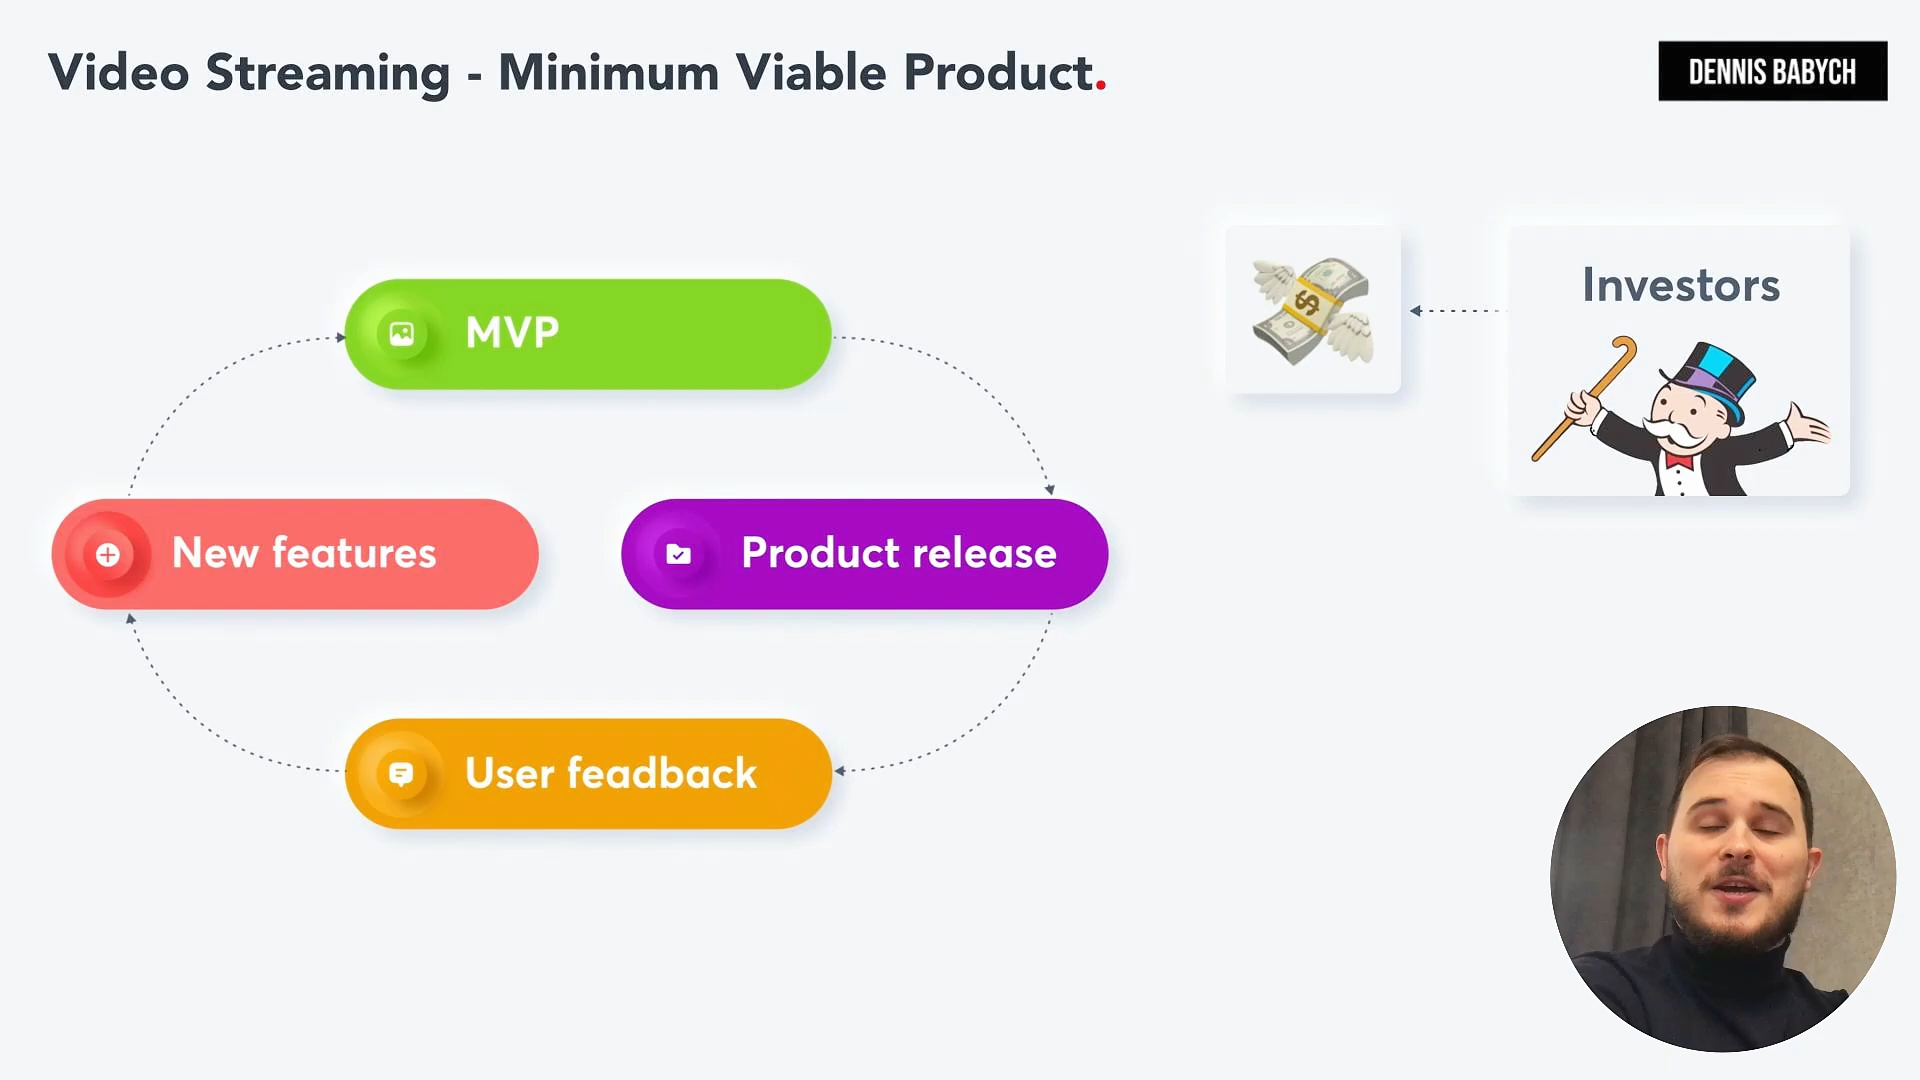 Video Streaming - Minimum Viable Product.
DENNIS BABYCH
MVP
Investors
New features
Product release
User feadback